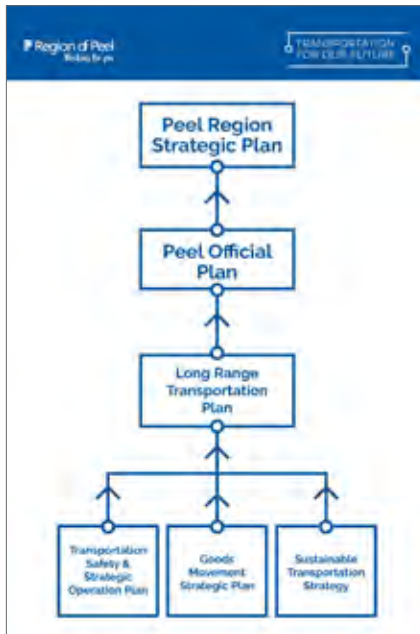 Region of Peel
Working for you
TRANSPORTATION
FOR OUR FUTURE
Peel Region
Strategic Plan
Peel Official
Plan
Long Range
Transportation
Plan
Transportation
Safety &
Strategic
Operation Plan
Goods
Movement
Strategic Plan
Sustainable
Transportation
Strategy